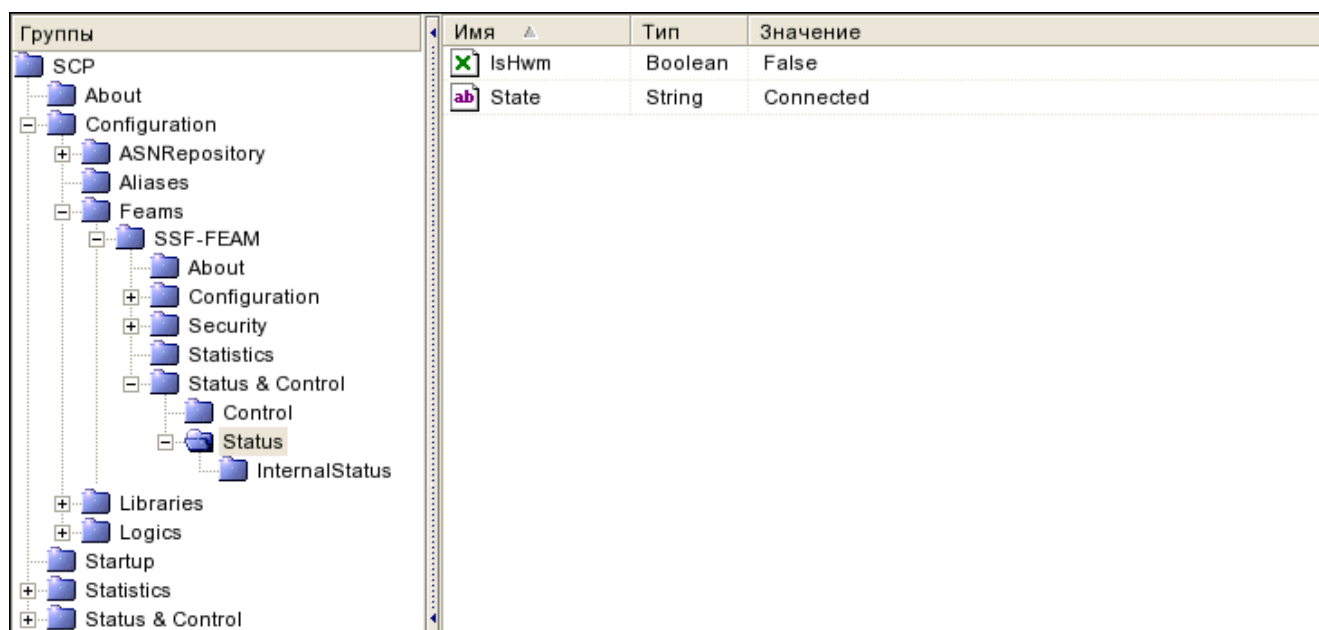 Группы
SCP
About
Configuration
ASNRepository
Aliases
Feams
SSF-FEAM
About
Configuration
Security
Statistics
Status & Control
Control
Status
InternalStatus
Libraries
Logics
Startup
Statistics
Status & Control
Имя Тип Значение
IsHwm Boolean False
ab State String Connected